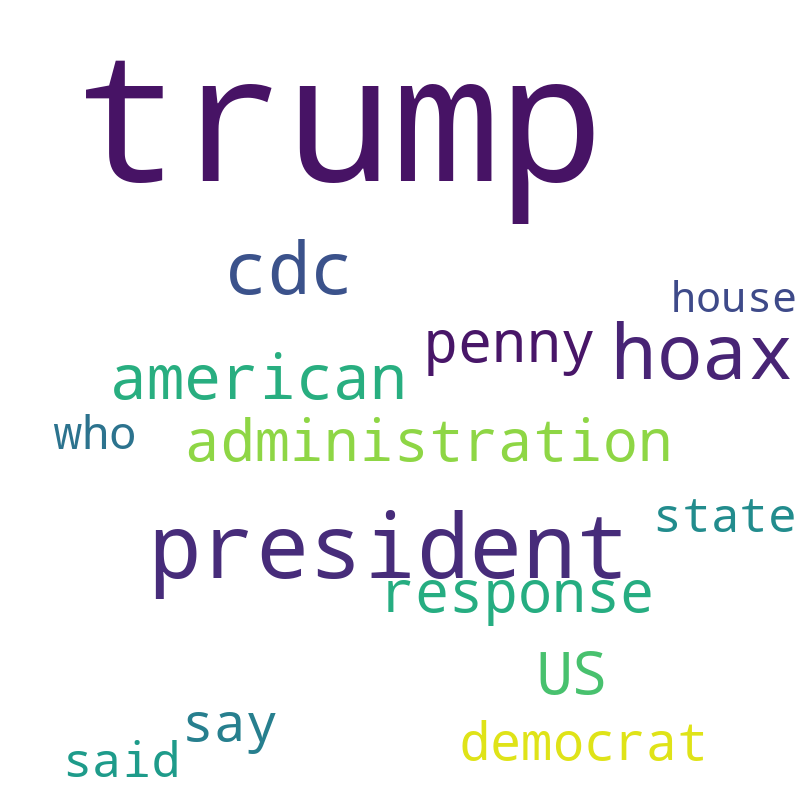 trump
cdc
house
penny
hoax
american
who
administration
state
president
response
US
say
democrat
said